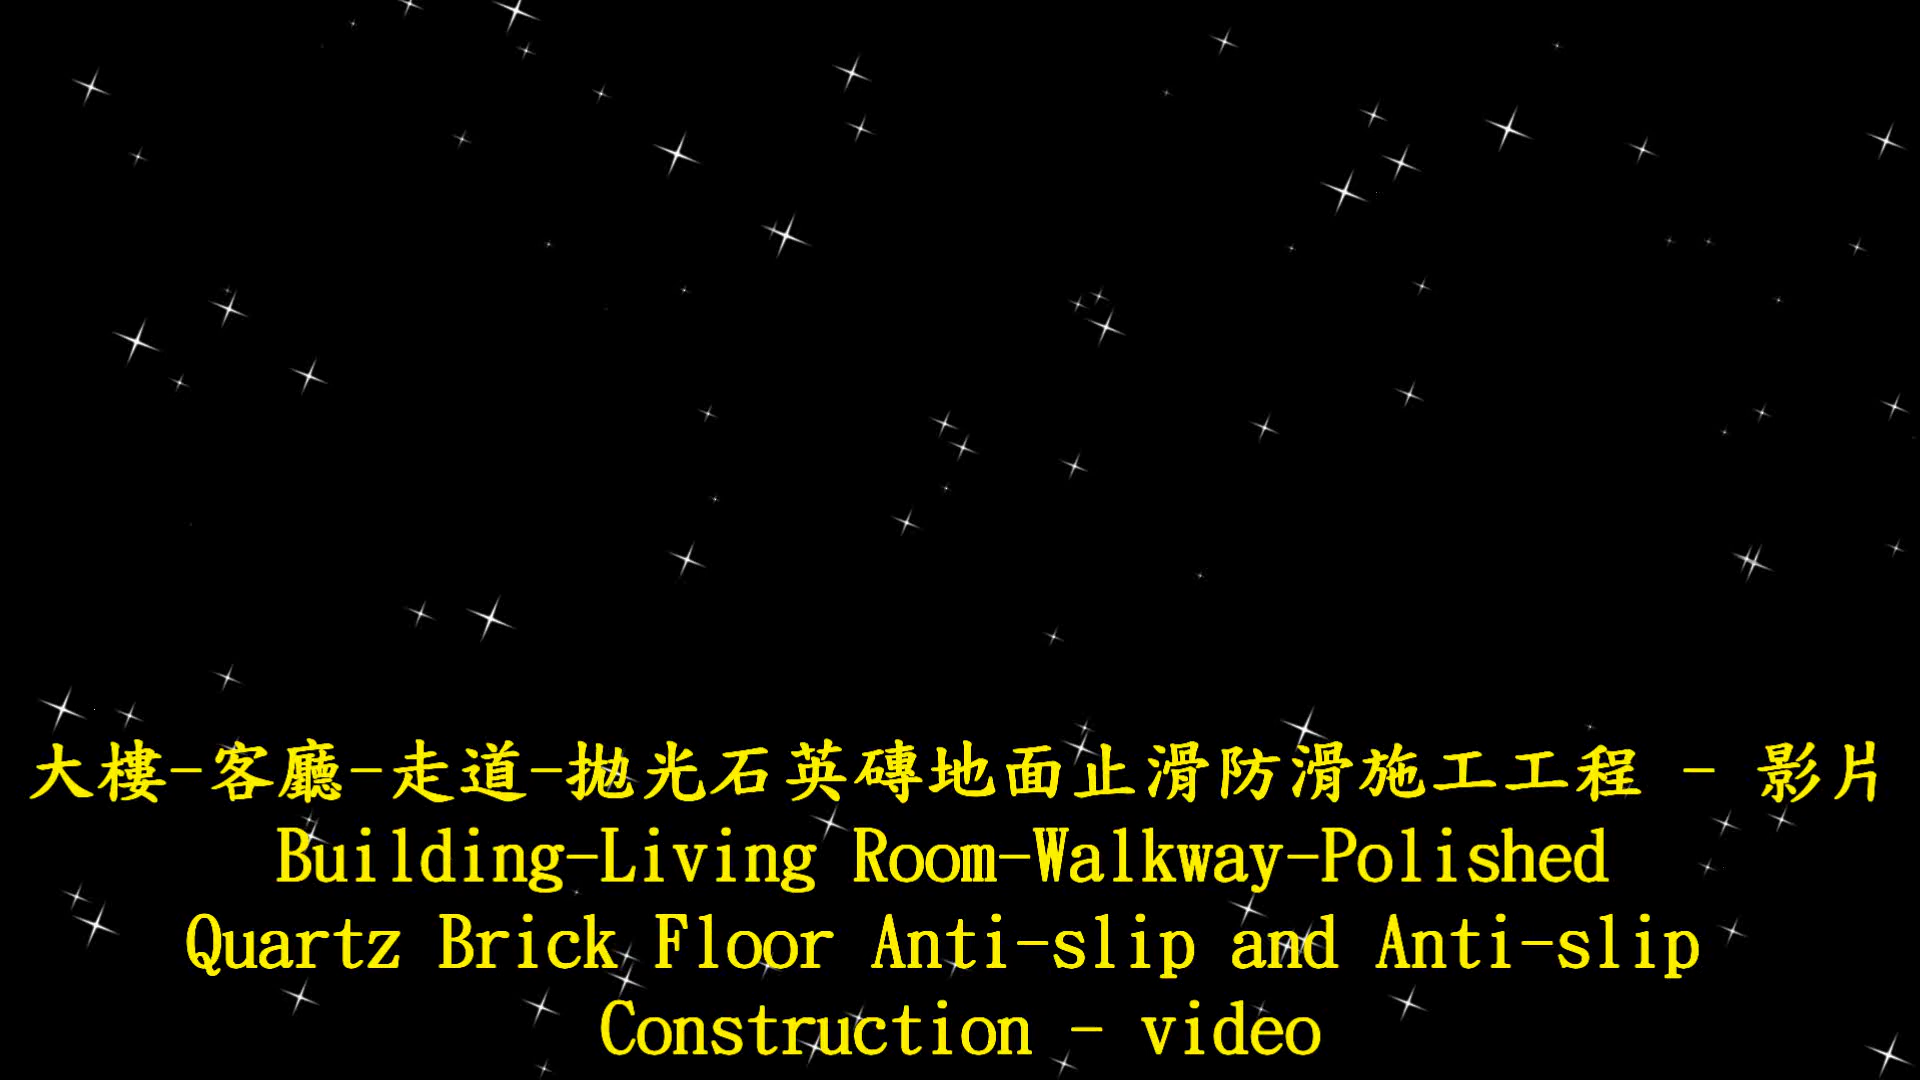 大樓-客廳-走道-拋光石英磚地面止滑防滑施工工程 - 影片
Building-Living Room-Walkway-Polished
Quartz Brick Floor Anti-slip and Anti-slip
Construction - video